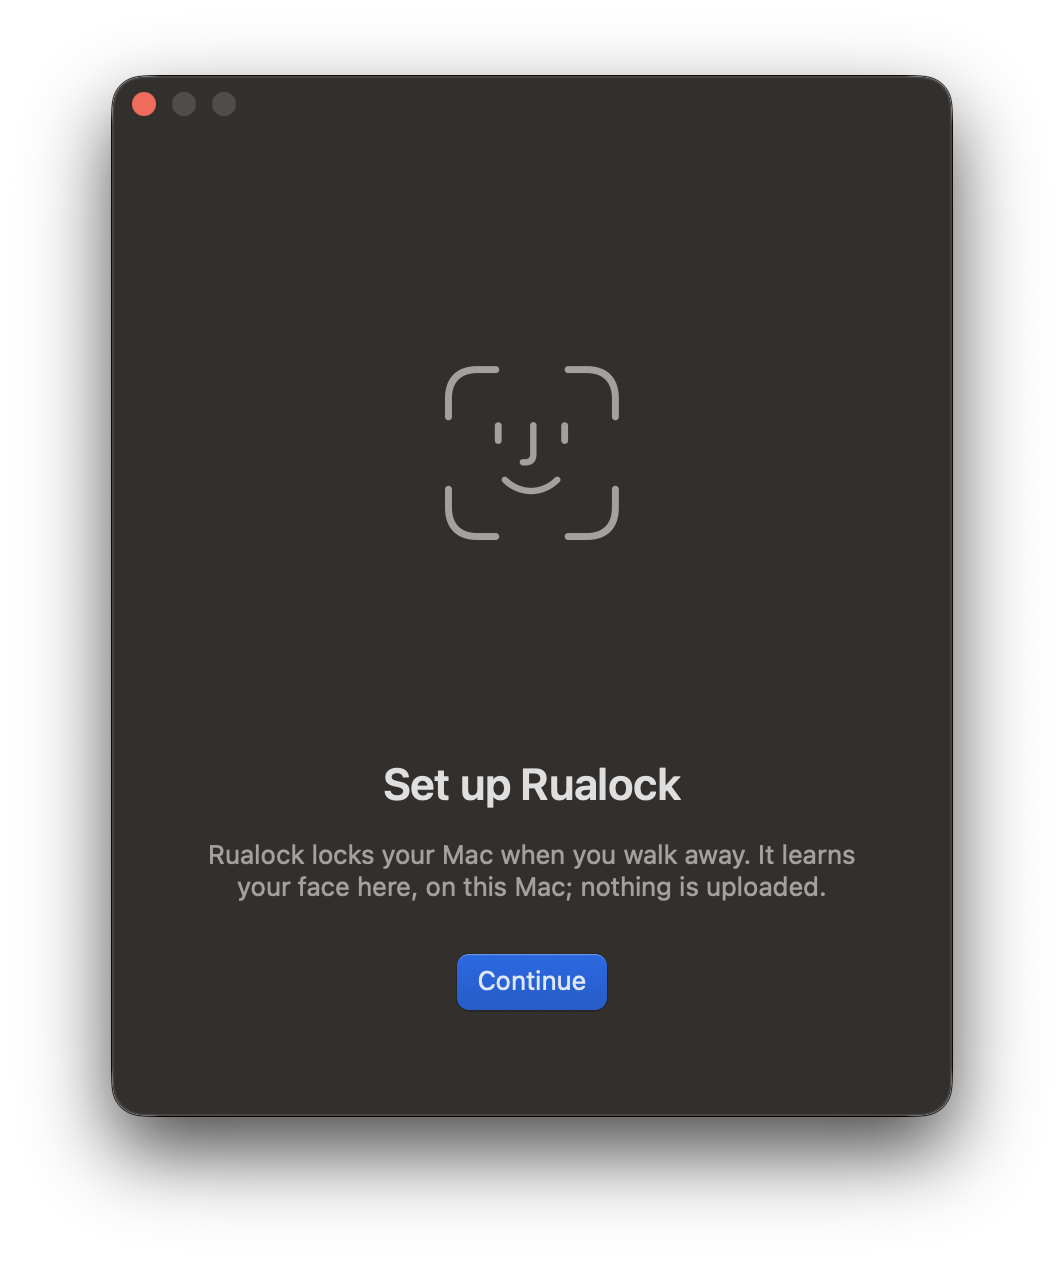 Set up Rualock
Rualock locks your Mac when you walk away. It learns
your face here, on this Mac; nothing is uploaded.
Continue